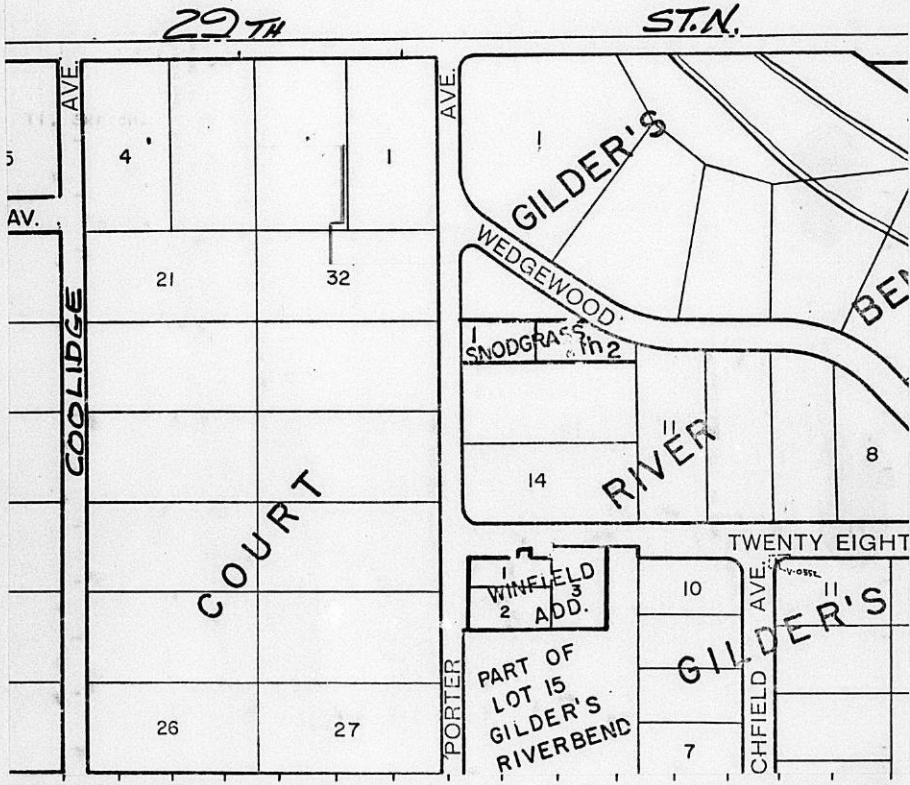 29TH ST. N.
AVE.
AVE.
5
4
1
1
GILDER'S
AV.
WEDGEWOOD
21
32
BEN
COOLIDGE
1
SNODGRASS
2
11
RIVER
8
14
COURT
TWENTY EIGHT
1
WINFIELD
2
3
ADD.
10
AVE.
V-0352
11
GILDER'S
PORTER
PART OF
LOT 15
GILDER'S
RIVERBEND
CHFIELD
26
27
7